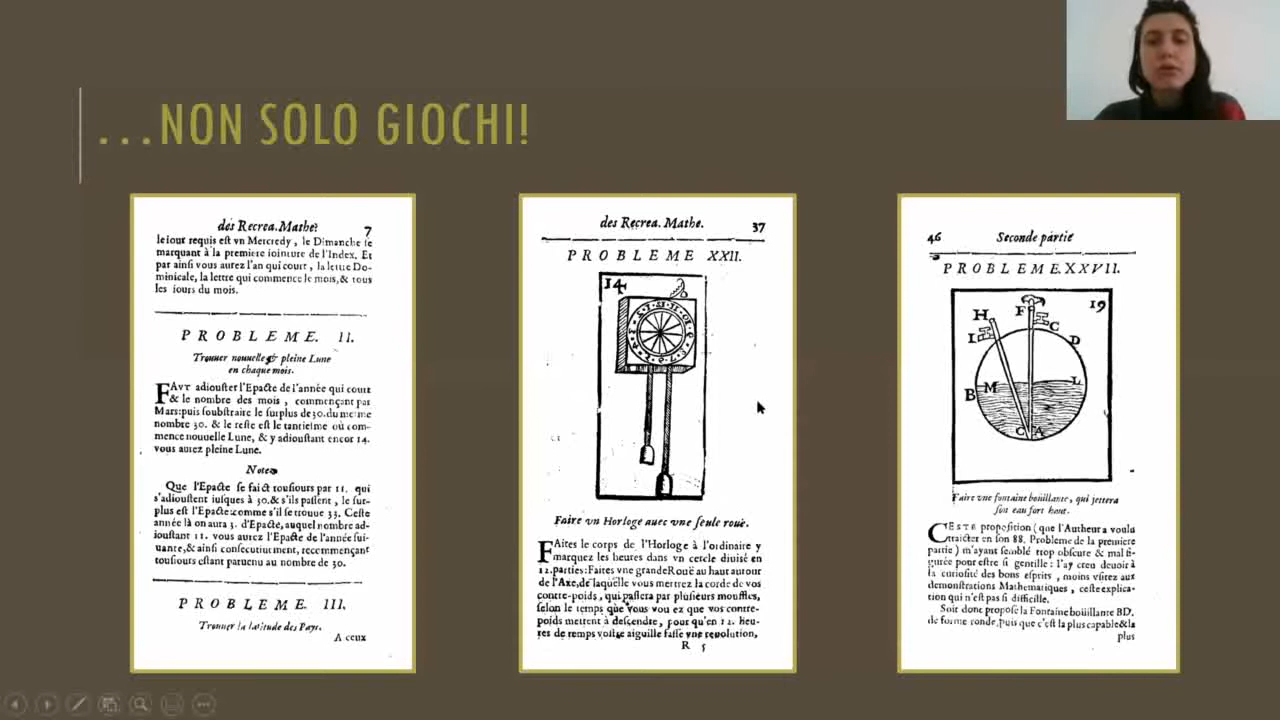 ...NON SOLO GIOCHI!
des Recrea. Mathe. 7
le iour requis est vn Mercredy, le Dimanche se
marquant à la premiere iointure de l'Index. Et
par ainsi vous aurez l'an qui court, la lettre Do-
minicale, la lettre qui commence le mois, & tous
les iours du mois.
PROBLEME. II.
Trouuer nouuelle & pleine Lune
en chaque mois.
FAVT adiouster l'Epacte de l'année qui court
& le nombre des mois, commençant par
Mars: puis soubstraire le surplus de 30. du mesme
nombre 30. & le reste est le tantiesme où com-
mence nouuelle Lune, & y adioustant encor 14.
vous aurez pleine Lune.
Notes
Que l'Epacte se faict tousiours par 11. qui
s'adioustent iusques à 30. & s'ils passent, le sur-
plus est l'Epacte: comme s'il se trouue 33. Ceste
année là on aura 3. d'Epacte, auquel nombre ad-
ioustant 11. vous aurez l'Epacte de l'année sui-
uante, & ainsi consecutiument, recommençant
tousiours estant paruenu au nombre de 30.
PROBLEME. III.
Trouuer la latitude des Pays.
A ceux
des Recrea. Mathe. 37
PROBLEME XXII.
14
Faire vn Horloge auec vne seule rouë.
FAites le corps de l'Horloge à l'ordinaire y
marquez les heures dans vn cercle diuisé en
12. parties: Faites vne grande Rouë au haut autour
de l'Axe, de laquelle vous mettrez la corde de vos
contre-poids, qui passera par plusieurs mouffles,
selon le temps que vous vou ez que vos contre-
poids mettent à descendre, pour qu'en 12. heu-
res de temps vostre aiguille fasse vne reuolution,
R 5
46 Seconde partie
PROBLEME. XXVII.
19
H F
I C
D
B M L
C A
Faire vne fontaine boüillante, qui jettera
son eau fort haut.
CESTE proposition (que l'Autheur a voulu
traicter en son 88. Probleme de la premiere
partie) m'ayant semblé trop obscure & mal fi-
gurée pour estre si gentille: i'ay creu deuoir à
la curiosité des bons esprits, moins visitez aux
demonstrations Mathematiques, ceste explica-
tion qui n'est pas si difficille.
Soit donc proposé la Fontaine boüillante BD.
de forme ronde, puis que c'est la plus capable & la
plus